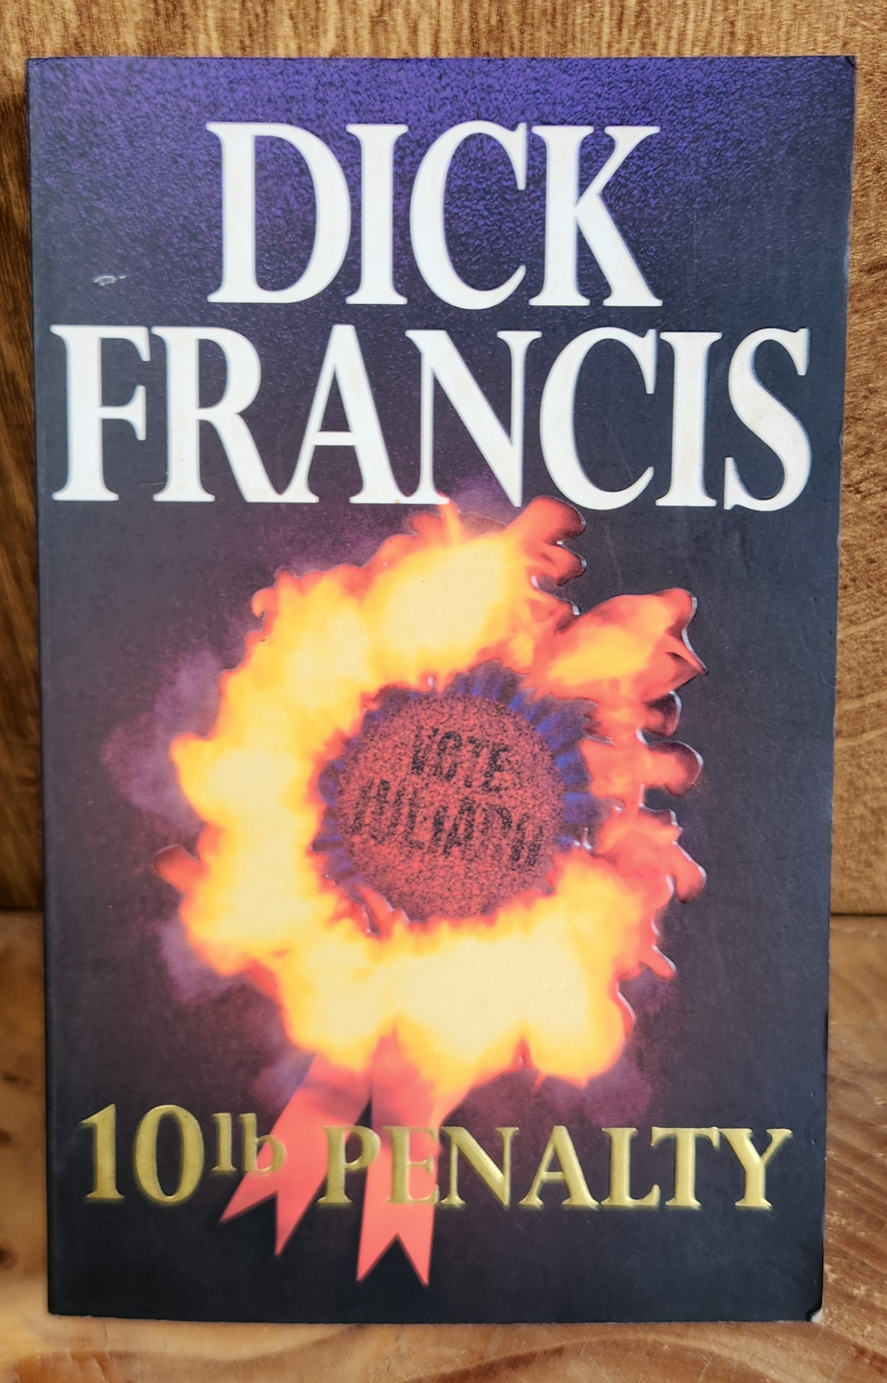 DICK
FRANCIS
VOTE
JULIARD
10lb PENALTY